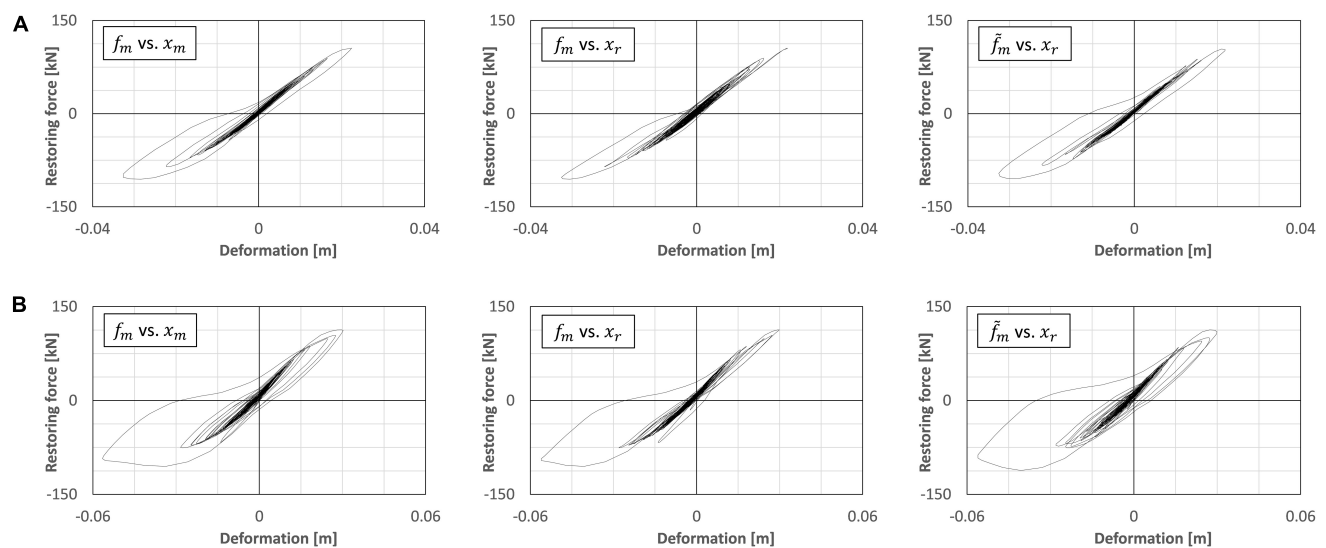 A
Restoring force [kN]
150
0
-150
f_m vs. x_m
-0.04 0 0.04
Deformation [m]
Restoring force [kN]
150
0
-150
f_m vs. x_r
-0.04 0 0.04
Deformation [m]
Restoring force [kN]
150
0
-150
f̃_m vs. x_r
-0.04 0 0.04
Deformation [m]
B
Restoring force [kN]
150
0
-150
f_m vs. x_m
-0.06 0 0.06
Deformation [m]
Restoring force [kN]
150
0
-150
f_m vs. x_r
-0.06 0 0.06
Deformation [m]
Restoring force [kN]
150
0
-150
f̃_m vs. x_r
-0.06 0 0.06
Deformation [m]